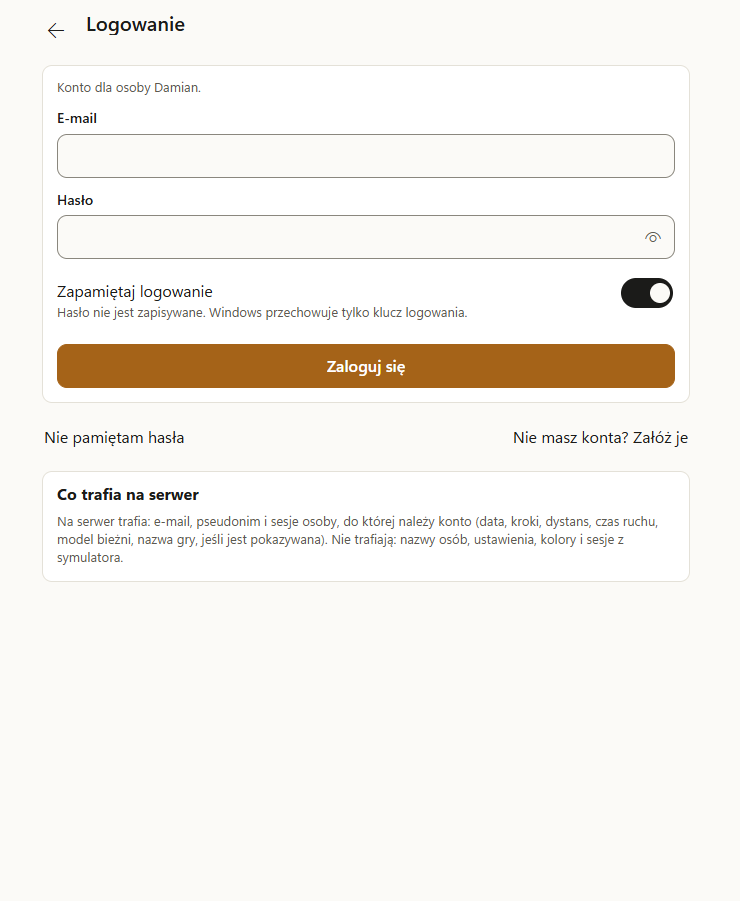 Logowanie
Konto dla osoby Damian.
E-mail
Hasło
Zapamiętaj logowanie
Hasło nie jest zapisywane. Windows przechowuje tylko klucz logowania.
Zaloguj się
Nie pamiętam hasła
Nie masz konta? Załóż je
Co trafia na serwer
Na serwer trafia: e-mail, pseudonim i sesje osoby, do której należy konto (data, kroki, dystans, czas ruchu,
model bieżni, nazwa gry, jeśli jest pokazywana). Nie trafiają: nazwy osób, ustawienia, kolory i sesje z
symulatora.